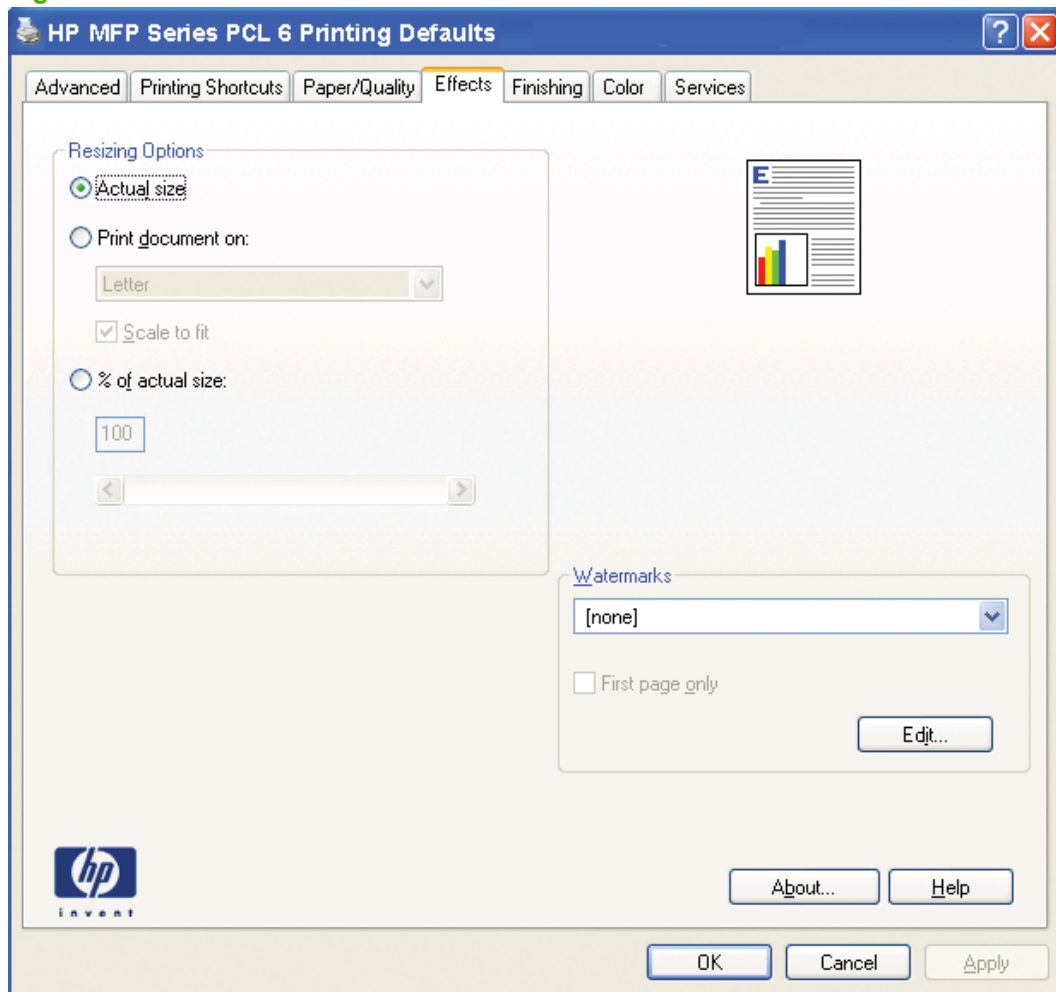 HP MFP Series PCL 6 Printing Defaults
Advanced Printing Shortcuts Paper/Quality Effects Finishing Color Services
Resizing Options
Actual size
Print document on:
Letter
Scale to fit
% of actual size:
100
E
Watermarks
[none]
First page only
Edit...
hp
invent
About... Help
OK Cancel Apply